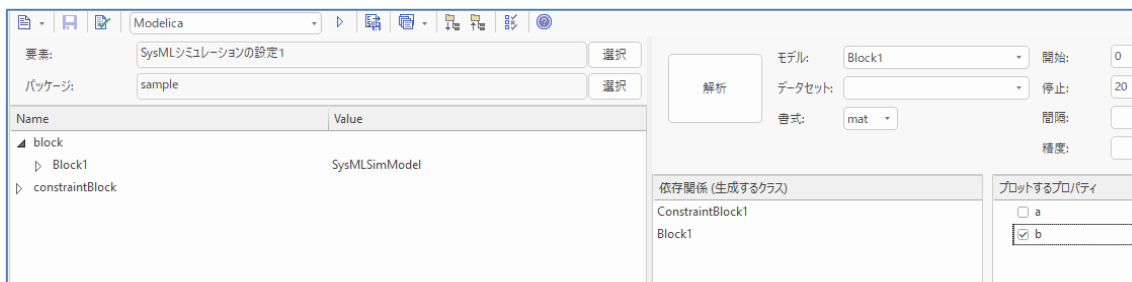 Modelica
要素: SysMLシミュレーションの設定1 選択
パッケージ: sample 選択
Name Value
block
Block1 SysMLSimModel
constraintBlock
解析
モデル: Block1
データセット:
書式: mat
開始: 0
停止: 20
間隔:
精度:
依存関係 (生成するクラス)
ConstraintBlock1
Block1
プロットするプロパティ
a
b